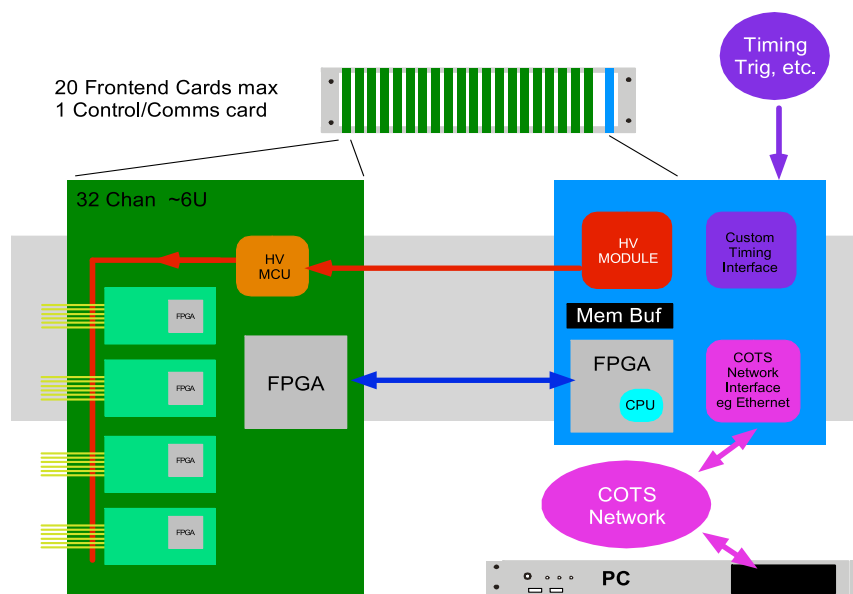 Timing
Trig, etc.
20 Frontend Cards max
1 Control/Comms card
32 Chan ~6U
HV
MCU
HV
MODULE
Custom
Timing
Interface
Mem Buf
FPGA
FPGA
FPGA
CPU
COTS
Network
Interface
eg Ethernet
FPGA
FPGA
FPGA
COTS
Network
PC